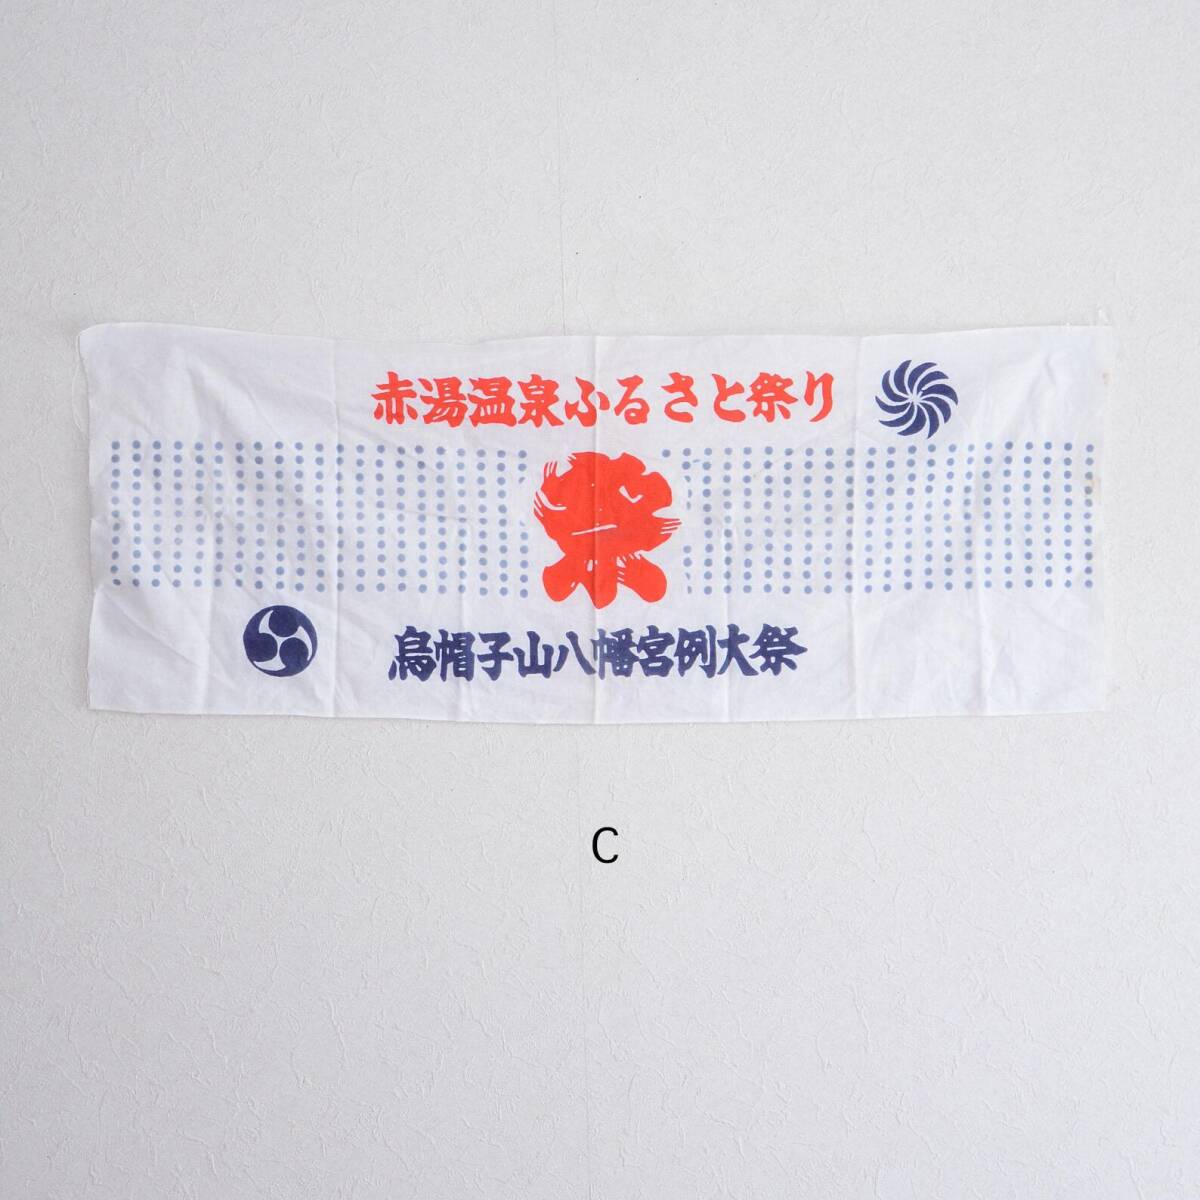 赤湯温泉ふるさと祭り
祭
烏帽子山八幡宮例大祭
C